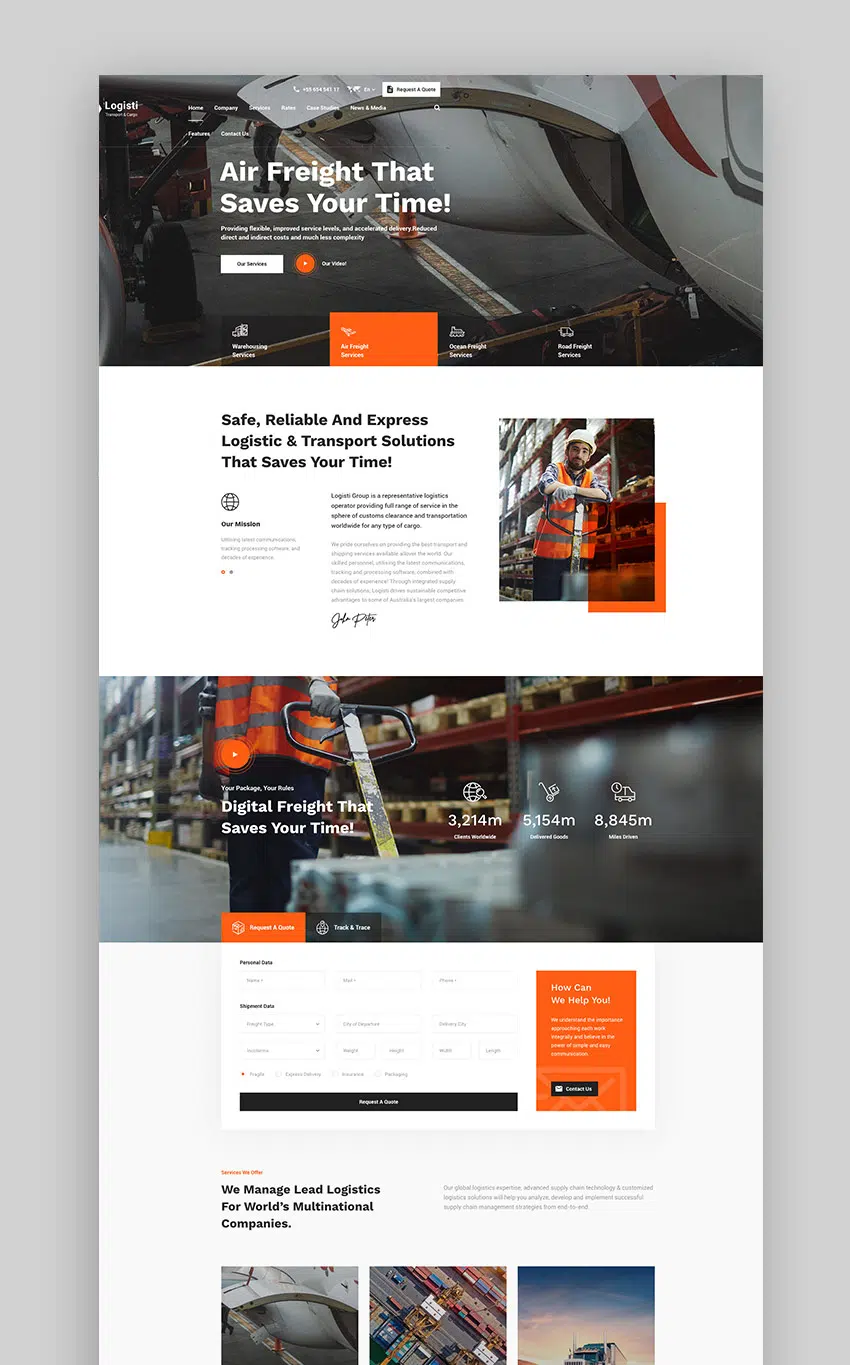 +55 654 541 17
En
Request A Quote
Logisti
Transport & Cargo
Home
Company
Services
Rates
Case Studies
News & Media
Features
Contact Us
Air Freight That
Saves Your Time!
Providing flexible, improved service levels, and accelerated delivery.Reduced
direct and indirect costs and much less complexity
Our Services
Our Video!
Warehousing
Services
Air Freight
Services
Ocean Freight
Services
Road Freight
Services
Safe, Reliable And Express
Logistic & Transport Solutions
That Saves Your Time!
Our Mission
Utilizing latest communications,
tracking processing software, and
decades of experience.
Logisti Group is a representative logistics
operator providing full range of service in the
sphere of customs clearance and transportation
worldwide for any type of cargo.
We pride ourselves on providing the best transport and
shipping services available allover the world. Our
skilled personnel, utilising the latest communications,
tracking and processing software, combined with
decades of experience! Through integrated supply
chain solutions, Logisti drives sustainable competitive
advantages to some of Australia's largest companies
John Peter
Your Package, Your Rules
Digital Freight That
Saves Your Time!
3,214m
Clients Worldwide
5,154m
Delivered Goods
8,845m
Miles Driven
Request A Quote
Track & Trace
Personal Data
Name *
Mail *
Phone *
Shipment Data
Freight Type
City of Departure
Delivery City
Incoterms
Weight
Height
Width
Length
Fragile
Express Delivery
Insurance
Packaging
Request A Quote
How Can
We Help You!
We understand the importance
approaching each work
integrally and believe in the
power of simple and easy
communication.
Contact Us
Services We Offer
We Manage Lead Logistics
For World's Multinational
Companies.
Our global logistics expertise, advanced supply chain technology & customized
logistics solutions will help you analyze, develop and implement successful
supply chain management strategies from end-to-end.